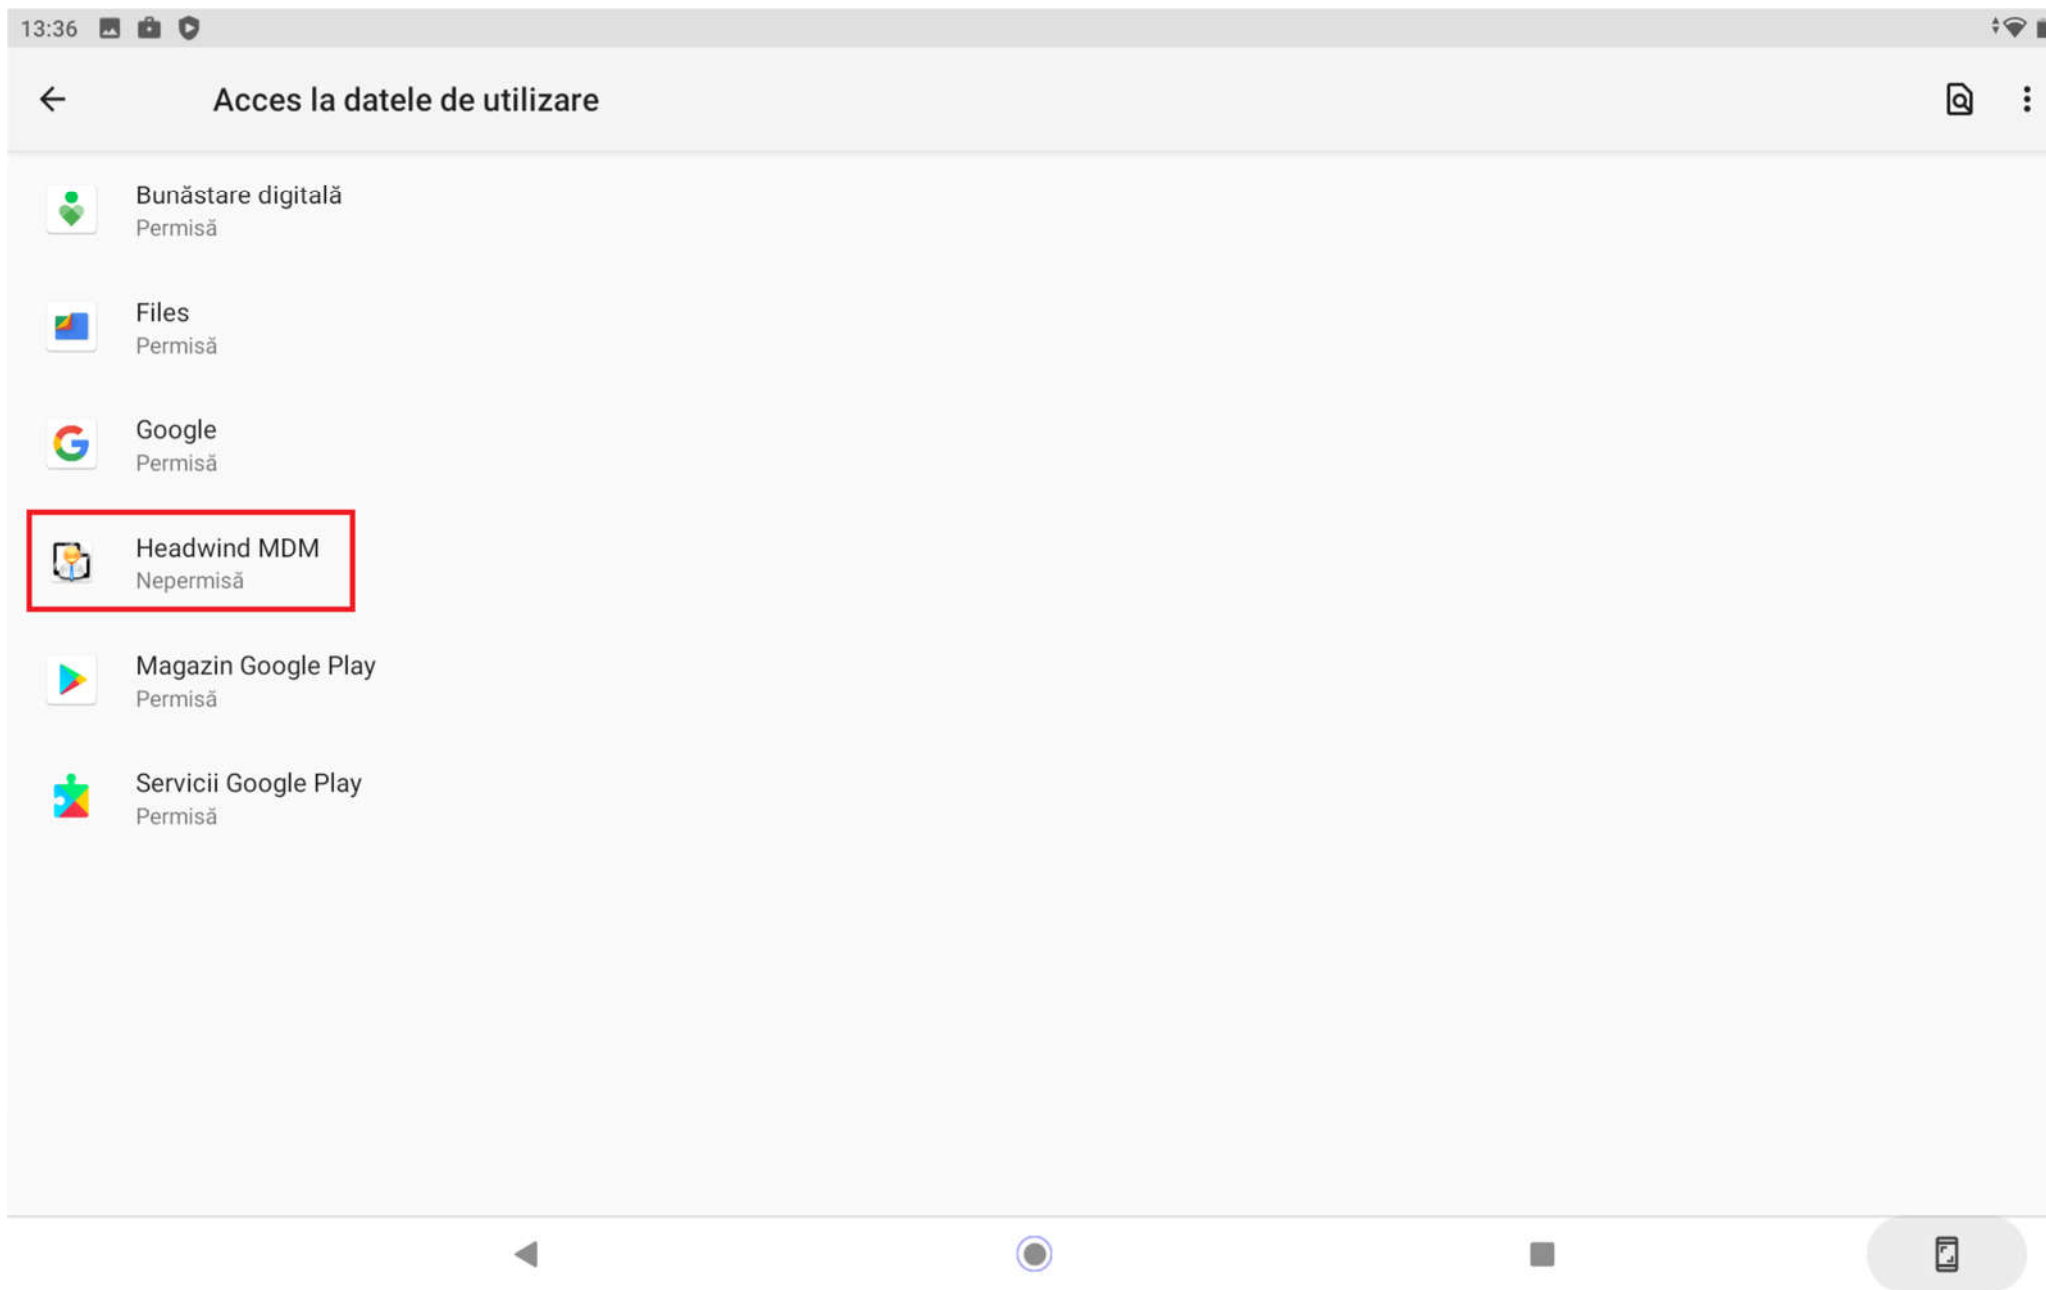 13:36
Acces la datele de utilizare
Bunăstare digitală
Permisă
Files
Permisă
Google
Permisă
Headwind MDM
Nepermisă
Magazin Google Play
Permisă
Servicii Google Play
Permisă